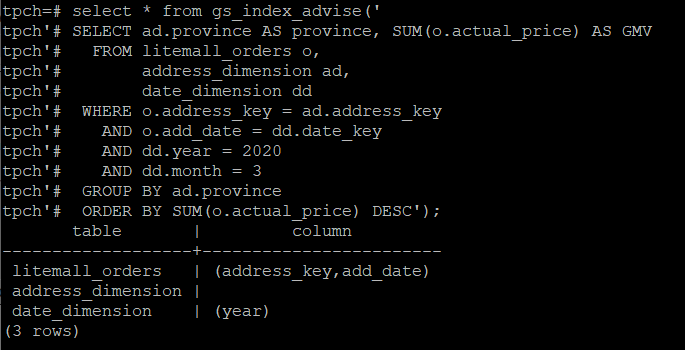 tpch=# select * from gs_index_advise('
tpch'# SELECT ad.province AS province, SUM(o.actual_price) AS GMV
tpch'#   FROM litemall_orders o,
tpch'#        address_dimension ad,
tpch'#        date_dimension dd
tpch'#  WHERE o.address_key = ad.address_key
tpch'#    AND o.add_date = dd.date_key
tpch'#    AND dd.year = 2020
tpch'#    AND dd.month = 3
tpch'#  GROUP BY ad.province
tpch'#  ORDER BY SUM(o.actual_price) DESC');
       table       |         column
-------------------+------------------------
 litemall_orders   | (address_key,add_date)
 address_dimension |
 date_dimension    | (year)
(3 rows)